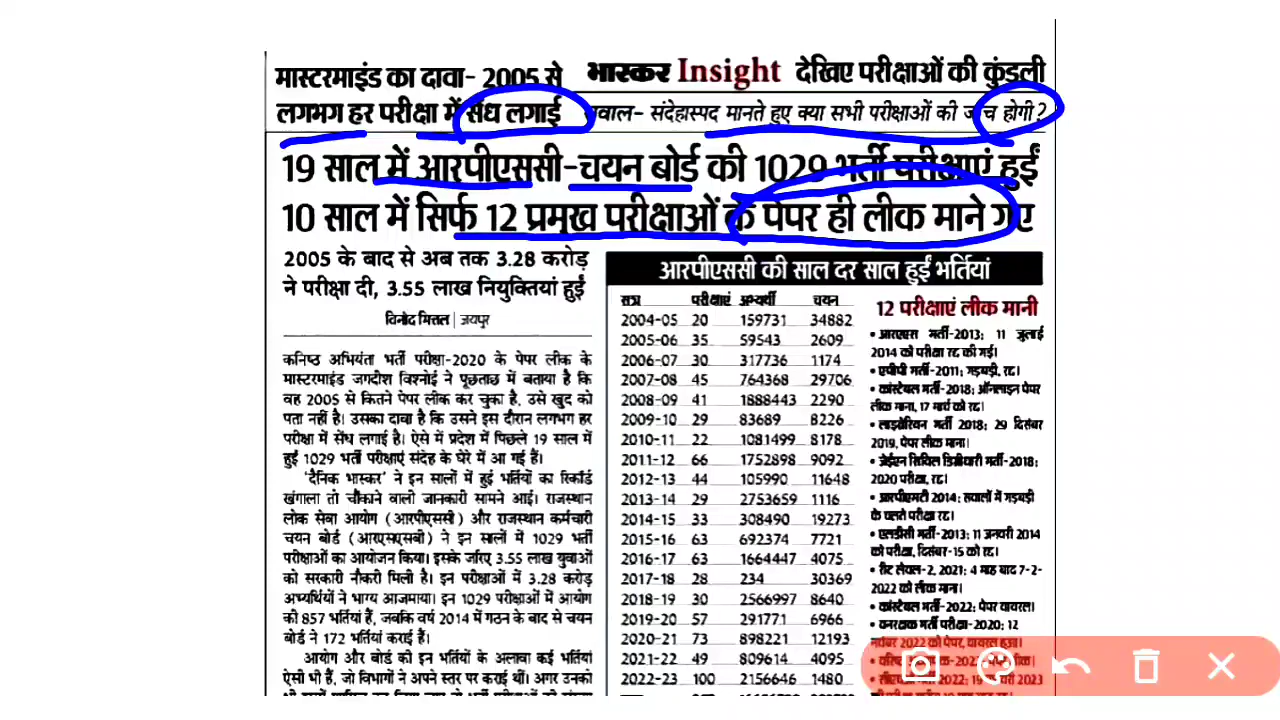 मास्टरमाइंड का दावा- 2005 से
लगभग हर परीक्षा में सेंध लगाई
भास्कर Insight देखिए परीक्षाओं की कुंडली
सवाल- संदेहास्पद मानते हुए क्या सभी परीक्षाओं की जांच होगी?
19 साल में आरपीएससी-चयन बोर्ड की 1029 भर्ती परीक्षाएं हुईं
10 साल में सिर्फ 12 प्रमुख परीक्षाओं के पेपर ही लीक माने गए
2005 के बाद से अब तक 3.28 करोड़
ने परीक्षा दी, 3.55 लाख नियुक्तियां हुईं
विनोद मित्तल | जयपुर
कनिष्ठ अभियंता भर्ती परीक्षा-2020 के पेपर लीक के
मास्टरमाइंड जगदीश विश्नोई ने पूछताछ में बताया है कि
वह 2005 से कितने पेपर लीक कर चुका है, उसे खुद को
पता नहीं है। उसका दावा है कि उसने इस दौरान लगभग हर
परीक्षा में सेंध लगाई है। ऐसे में प्रदेश में पिछले 19 साल में
हुई 1029 भर्ती परीक्षाएं संदेह के घेरे में आ गई हैं।
'दैनिक भास्कर' ने इन सालों में हुई भर्तियों का रिकॉर्ड
खंगाला तो चौंकाने वाली जानकारी सामने आई। राजस्थान
लोक सेवा आयोग (आरपीएससी) और राजस्थान कर्मचारी
चयन बोर्ड (आरएसएसबी) ने इन सालों में 1029 भर्ती
परीक्षाओं का आयोजन किया। इसके जरिए 3.55 लाख युवाओं
को सरकारी नौकरी मिली है। इन परीक्षाओं में 3.28 करोड़
अभ्यर्थियों ने भाग्य आजमाया। इन 1029 परीक्षाओं में आयोग
की 857 भर्तियां हैं, जबकि वर्ष 2014 में गठन के बाद से चयन
बोर्ड ने 172 भर्तियां कराई हैं।
आयोग और बोर्ड की इन भर्तियों के अलावा कई भर्तियां
ऐसी भी हैं, जो विभागों ने अपने स्तर पर कराई थीं। अगर उनको
आरपीएससी की साल दर साल हुईं भर्तियां
सत्र परीक्षाएं अभ्यर्थी चयन
2004-05 20 159731 34882
2005-06 35 59543 2609
2006-07 30 317736 1174
2007-08 45 764368 29706
2008-09 41 1888443 2290
2009-10 29 83689 8226
2010-11 22 1081499 8178
2011-12 66 1752898 9092
2012-13 44 105990 11648
2013-14 29 2753659 1116
2014-15 33 308490 19273
2015-16 63 692374 7721
2016-17 63 1664447 4075
2017-18 28 234 30369
2018-19 30 2566997 8640
2019-20 57 291771 6966
2020-21 73 898221 12193
2021-22 49 809614 4095
2022-23 100 2156646 1480
12 परीक्षाएं लीक मानी
• आरएएस भर्ती-2013; 11 जुलाई
2014 को परीक्षा रद्द की गई।
• एपीपी भर्ती-2011; गड़बड़ी, रद्द।
• कांस्टेबल भर्ती-2018; ऑनलाइन पेपर
लीक माना, 17 मार्च को रद्द।
• लाइब्रेरियन भर्ती 2018; 29 दिसंबर
2019, पेपर लीक माना।
• जेईएन सिविल डिग्रीधारी भर्ती-2018;
2020 परीक्षा, रद्द।
• आरपीएमटी 2014; सवालों में गड़बड़ी
के चलते परीक्षा रद्द।
• एलडीसी भर्ती-2013; 11 जनवरी 2014
को परीक्षा, दिसंबर-15 को रद्द।
• रीट लेवल-2, 2021; 4 माह बाद 7-2-
2022 को लीक माना।
• कांस्टेबल भर्ती-2022; पेपर वायरल।
• वनरक्षक भर्ती परीक्षा-2020; 12
नवंबर 2022 को पेपर, वायरल हुआ।